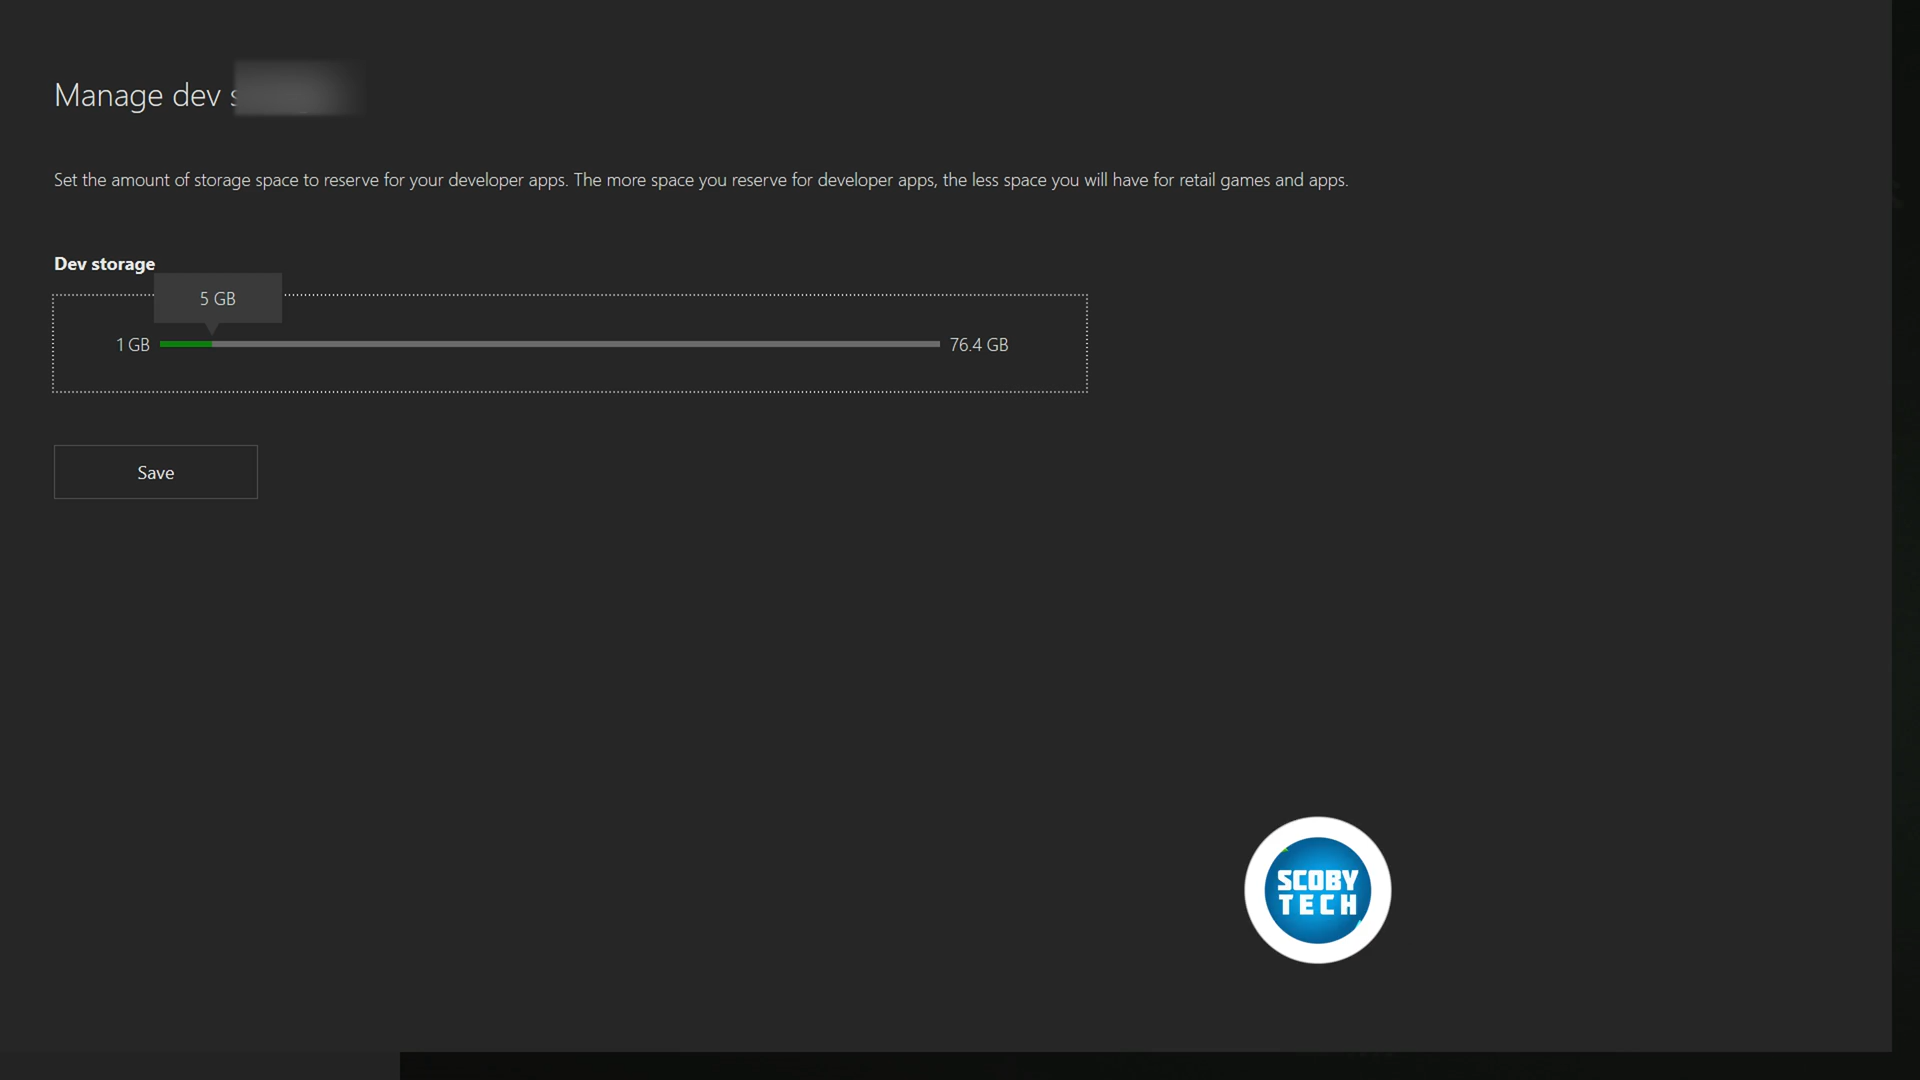 Manage dev
Set the amount of storage space to reserve for your developer apps. The more space you reserve for developer apps, the less space you will have for retail games and apps.
Dev storage
5 GB
1 GB
76.4 GB
Save
SCOBY
TECH